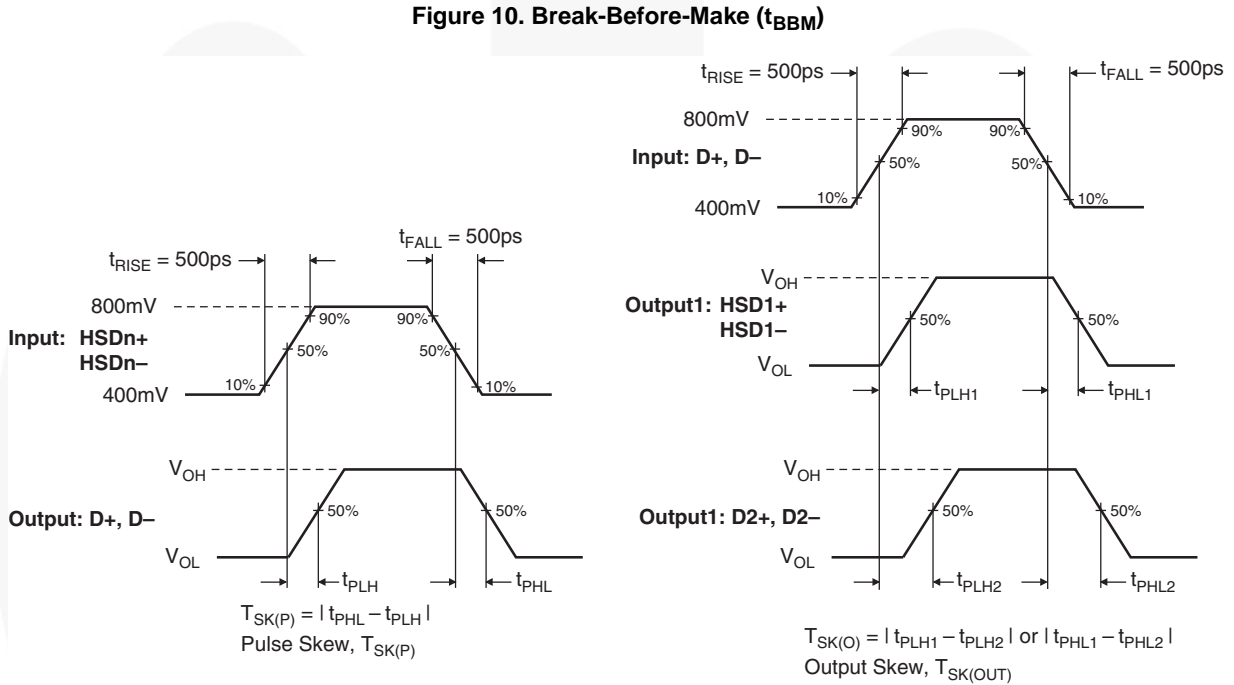 Figure 10. Break-Before-Make (tBBM)
tRISE = 500ps
tFALL = 500ps
800mV
90%
90%
Input: HSDn+
HSDn–
50%
50%
10%
10%
400mV
VOH
Output: D+, D–
50%
50%
VOL
tPLH
tPHL
TSK(P) = | tPHL – tPLH |
Pulse Skew, TSK(P)
tRISE = 500ps
tFALL = 500ps
800mV
90%
90%
Input: D+, D–
50%
50%
10%
10%
400mV
VOH
Output1: HSD1+
HSD1–
50%
50%
VOL
tPLH1
tPHL1
VOH
Output1: D2+, D2–
50%
50%
VOL
tPLH2
tPHL2
TSK(O) = | tPLH1 – tPLH2 | or | tPHL1 – tPHL2 |
Output Skew, TSK(OUT)